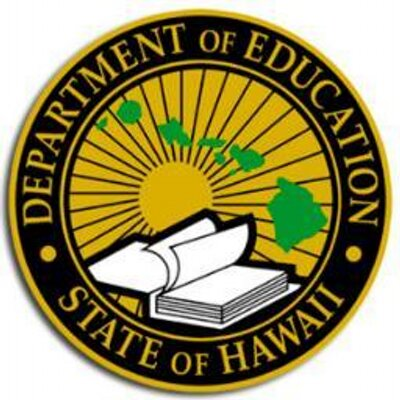 DEPARTMENT OF EDUCATION
STATE OF HAWAII